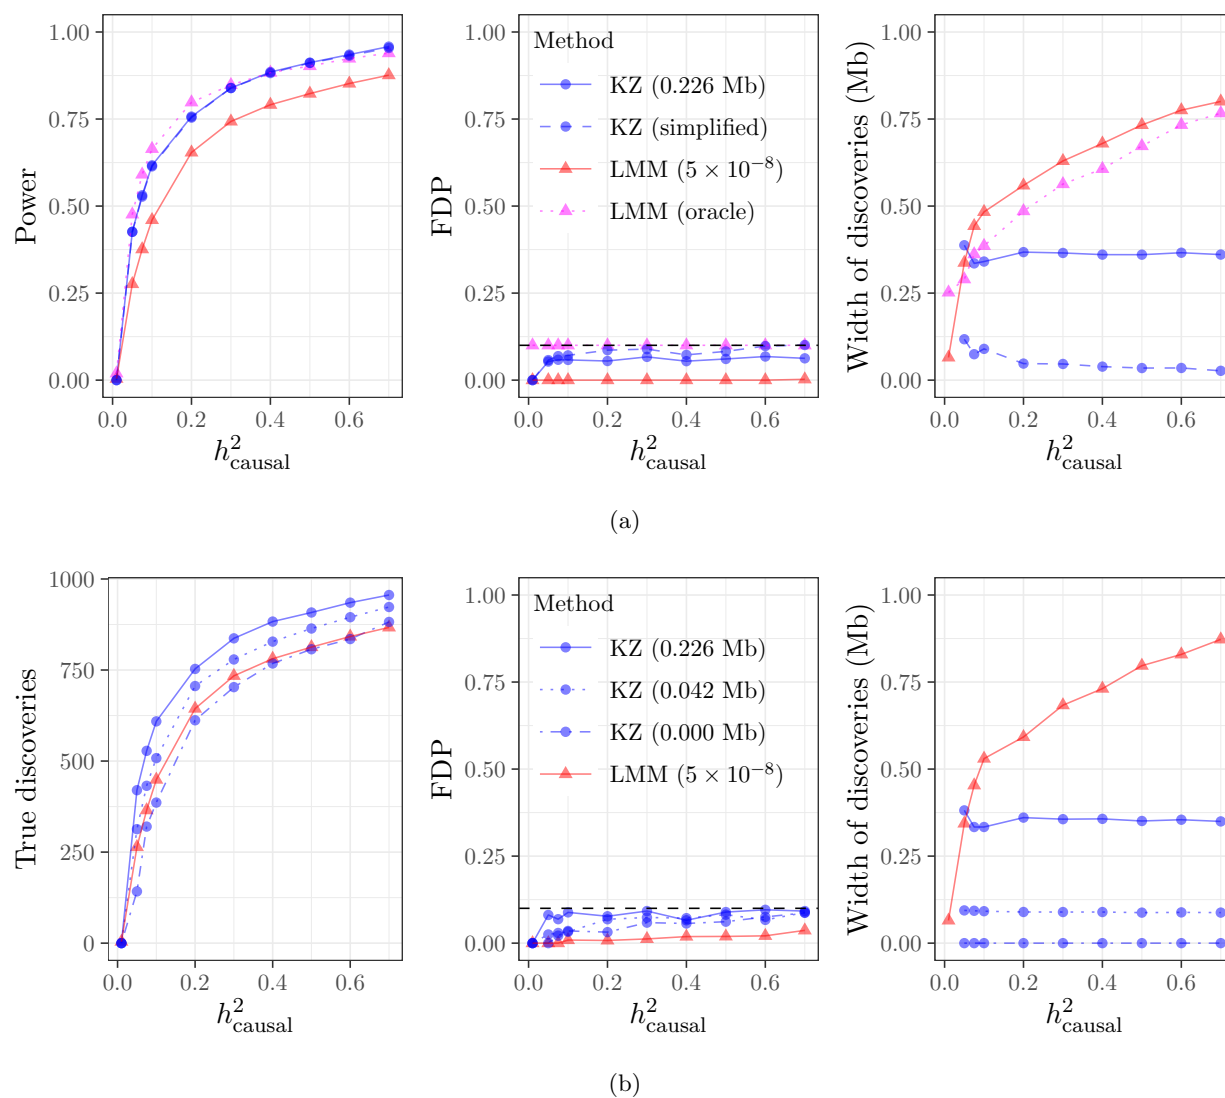 1.00
0.75
0.50
0.25
0.00
Power
0.0 0.2 0.4 0.6
h²causal
1.00
0.75
0.50
0.25
0.00
FDP
Method
KZ (0.226 Mb)
KZ (simplified)
LMM (5 × 10⁻⁸)
LMM (oracle)
0.0 0.2 0.4 0.6
h²causal
1.00
0.75
0.50
0.25
0.00
Width of discoveries (Mb)
0.0 0.2 0.4 0.6
h²causal
(a)
1000
750
500
250
0
True discoveries
0.0 0.2 0.4 0.6
h²causal
1.00
0.75
0.50
0.25
0.00
FDP
Method
KZ (0.226 Mb)
KZ (0.042 Mb)
KZ (0.000 Mb)
LMM (5 × 10⁻⁸)
0.0 0.2 0.4 0.6
h²causal
1.00
0.75
0.50
0.25
0.00
Width of discoveries (Mb)
0.0 0.2 0.4 0.6
h²causal
(b)